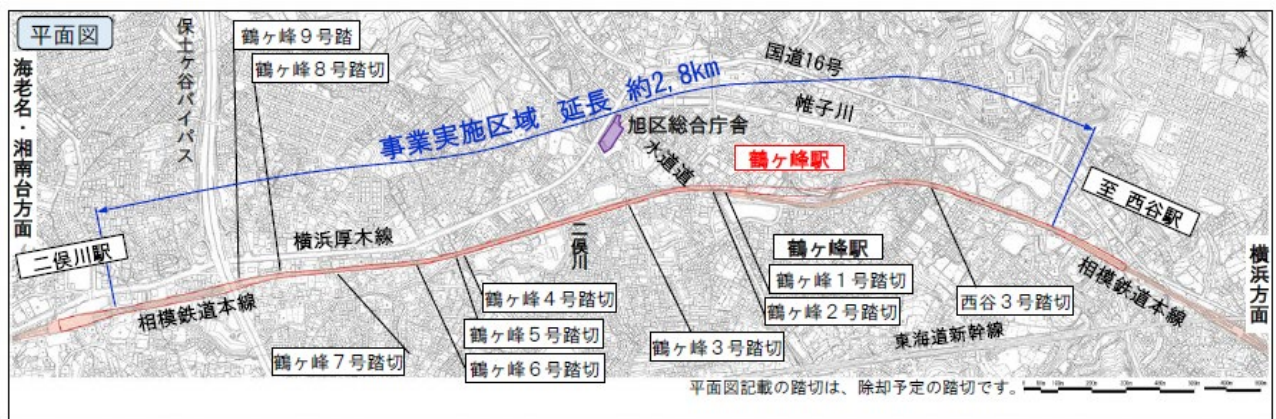 平面図
海老名・湘南台方面
保土ヶ谷バイパス
鶴ヶ峰９号踏
鶴ヶ峰８号踏切
国道16号
事業実施区域　延長　約2,8km
帷子川
旭区総合庁舎
水道道
鶴ヶ峰駅
至 西谷駅
二俣川駅
横浜厚木線
二俣川
鶴ヶ峰駅
横浜方面
相模鉄道本線
鶴ヶ峰４号踏切
鶴ヶ峰１号踏切
西谷３号踏切
相模鉄道本線
鶴ヶ峰５号踏切
鶴ヶ峰２号踏切
東海道新幹線
鶴ヶ峰７号踏切
鶴ヶ峰６号踏切
鶴ヶ峰３号踏切
平面図記載の踏切は、除却予定の踏切です。